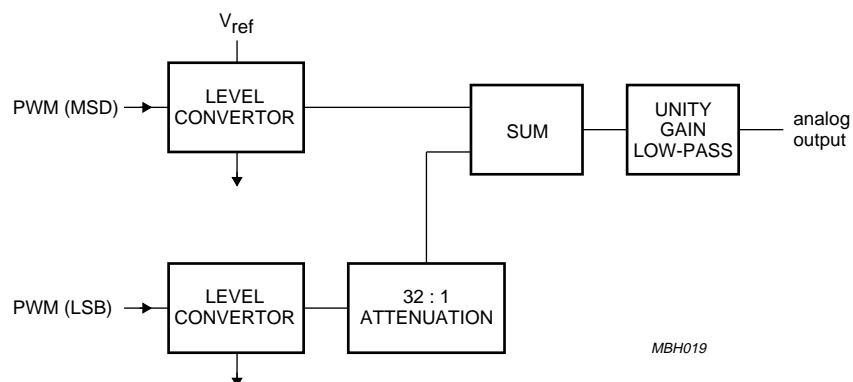 Vref
PWM (MSD)
LEVEL
CONVERTOR
SUM
UNITY
GAIN
LOW-PASS
analog
output
PWM (LSB)
LEVEL
CONVERTOR
32 : 1
ATTENUATION
MBH019